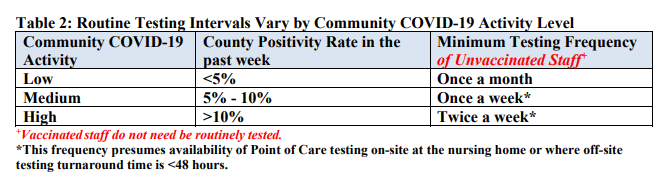 Table 2: Routine Testing Intervals Vary by Community COVID-19 Activity Level
Community COVID-19 Activity
County Positivity Rate in the past week
Minimum Testing Frequency of Unvaccinated Staff+
Low
<5%
Once a month
Medium
5% - 10%
Once a week*
High
>10%
Twice a week*
+Vaccinated staff do not need be routinely tested.
*This frequency presumes availability of Point of Care testing on-site at the nursing home or where off-site
testing turnaround time is <48 hours.